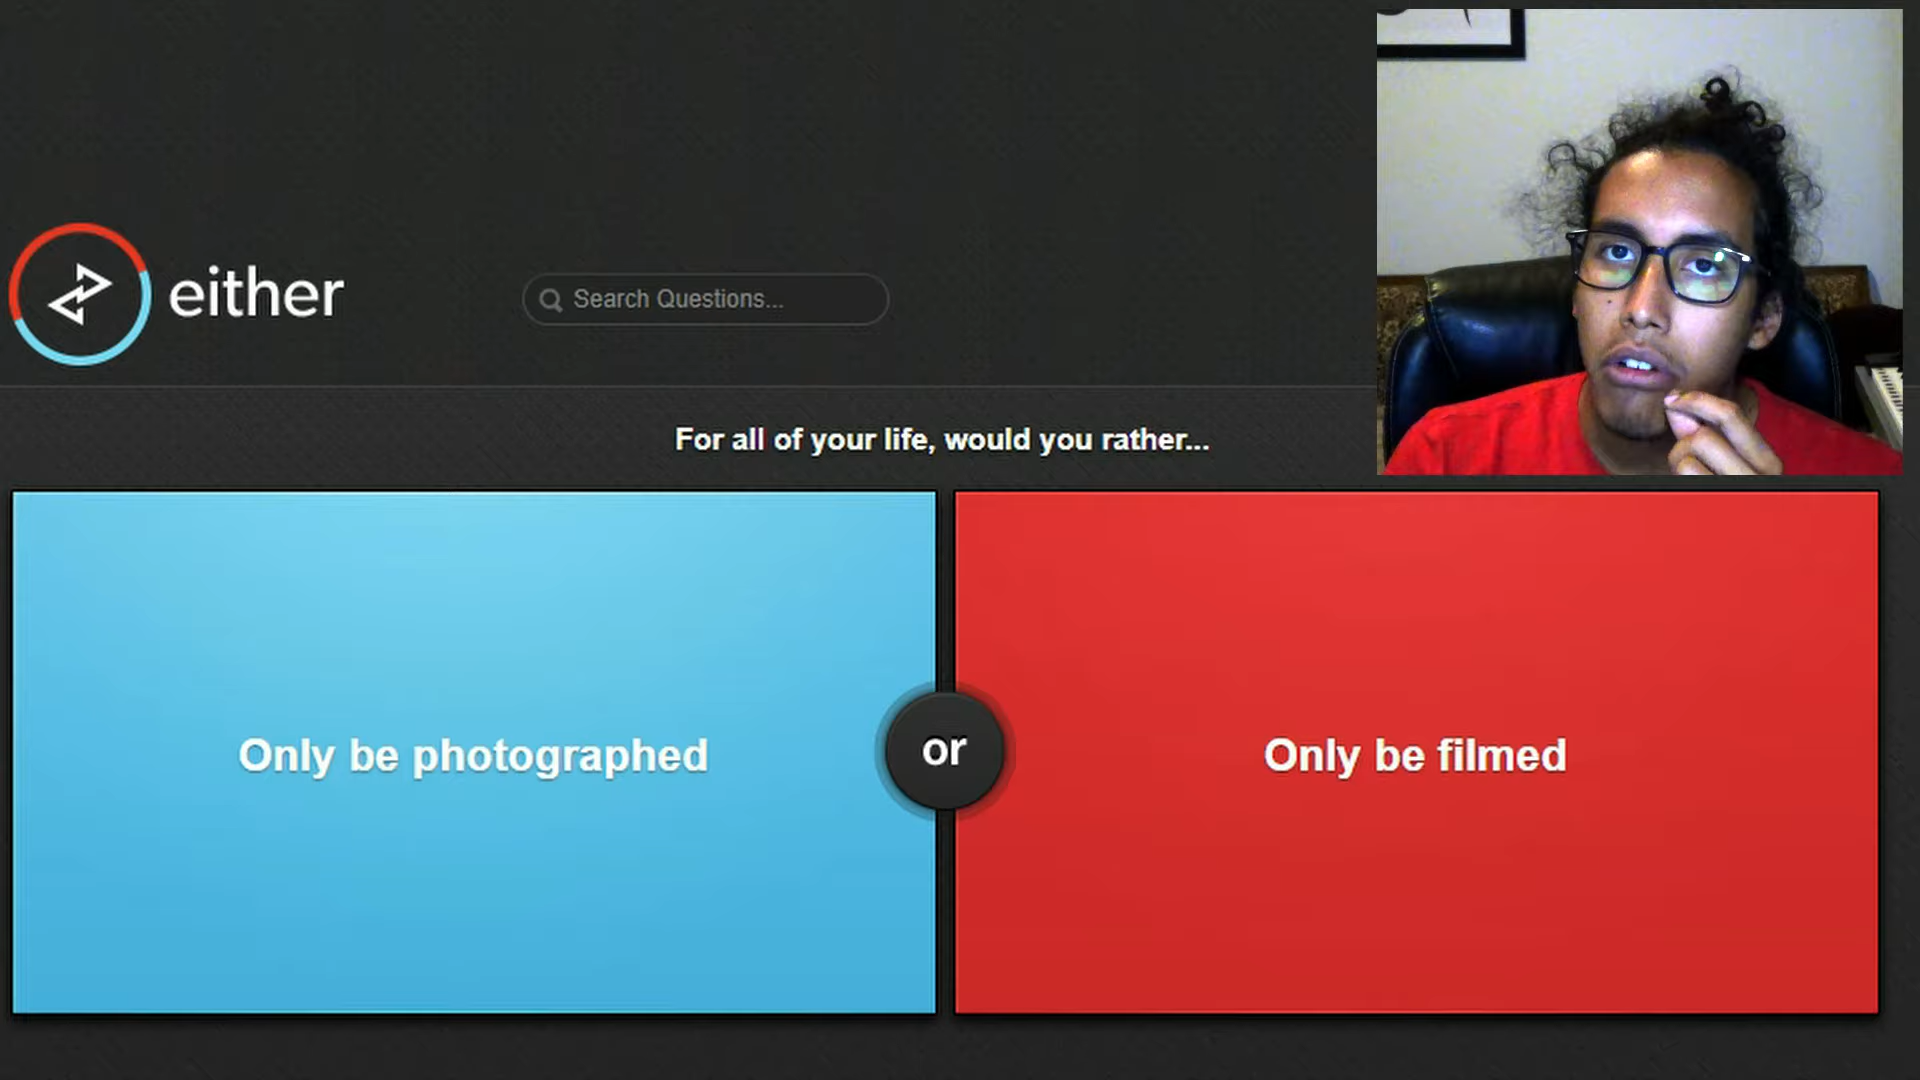 either
Search Questions...
For all of your life, would you rather...
Only be photographed
or
Only be filmed